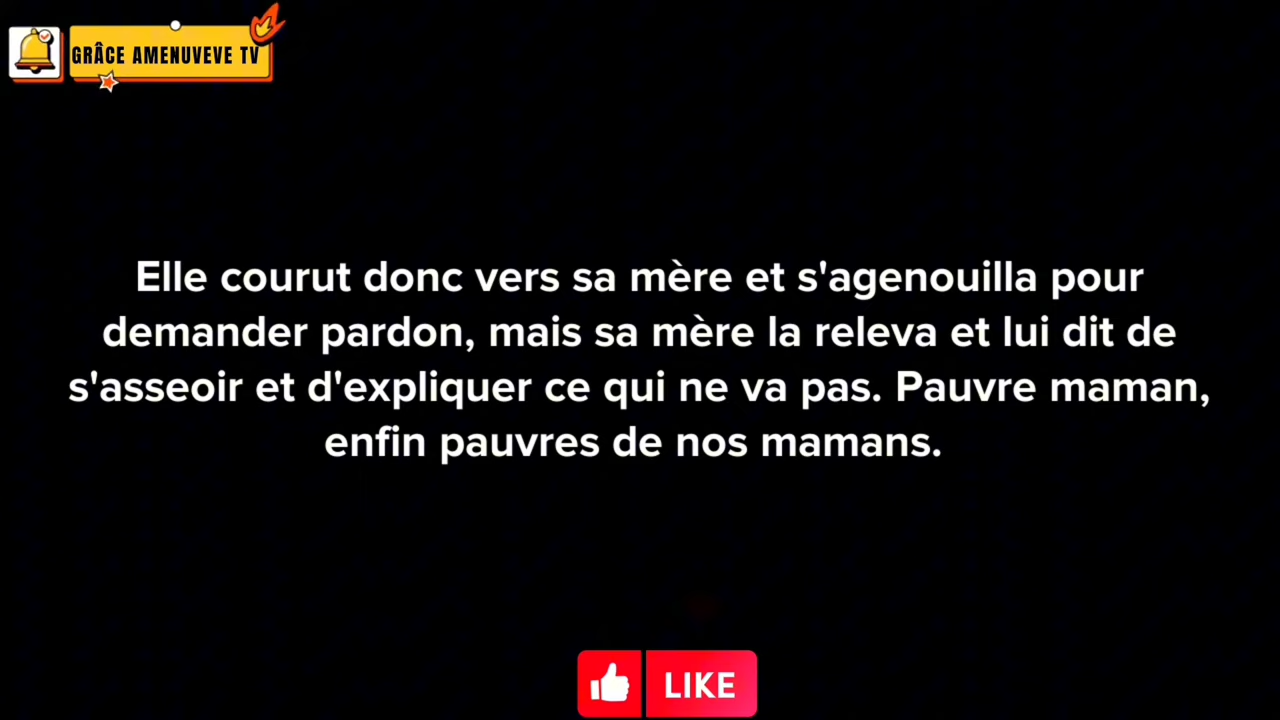 GRÂCE AMENUVEVE TV
Elle courut donc vers sa mère et s'agenouilla pour
demander pardon, mais sa mère la releva et lui dit de
s'asseoir et d'expliquer ce qui ne va pas. Pauvre maman,
enfin pauvres de nos mamans.
LIKE